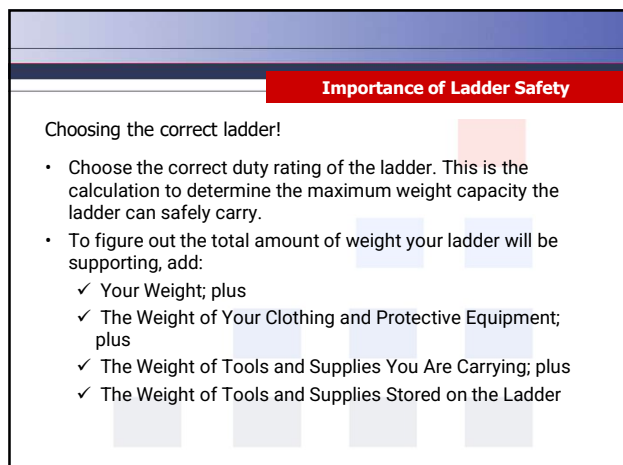 Importance of Ladder Safety
Choosing the correct ladder!
• Choose the correct duty rating of the ladder. This is the
calculation to determine the maximum weight capacity the
ladder can safely carry.
• To figure out the total amount of weight your ladder will be
supporting, add:
✓ Your Weight; plus
✓ The Weight of Your Clothing and Protective Equipment;
plus
✓ The Weight of Tools and Supplies You Are Carrying; plus
✓ The Weight of Tools and Supplies Stored on the Ladder